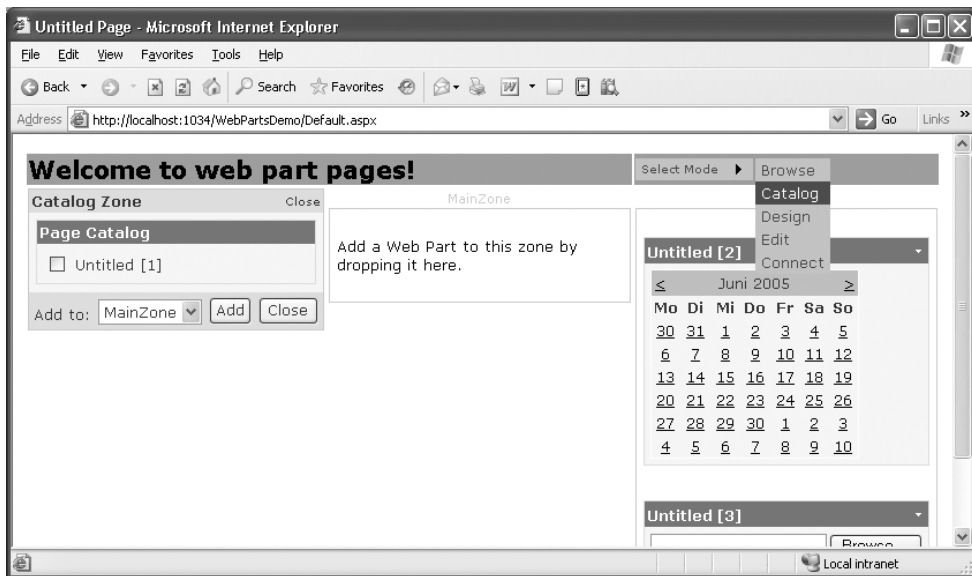 Untitled Page - Microsoft Internet Explorer
File Edit View Favorites Tools Help
Back Search Favorites
Address http://localhost:1034/WebPartsDemo/Default.aspx Go Links »
Welcome to web part pages!
Select Mode
Browse
Catalog
Design
Edit
Connect
Catalog Zone Close
Page Catalog
Untitled [1]
Add to: MainZone Add Close
MainZone
Add a Web Part to this zone by
dropping it here.
Untitled [2]
< Juni 2005 >
Mo Di Mi Do Fr Sa So
30 31 1 2 3 4 5
6 7 8 9 10 11 12
13 14 15 16 17 18 19
20 21 22 23 24 25 26
27 28 29 30 1 2 3
4 5 6 7 8 9 10
Untitled [3]
Browse...
Local intranet